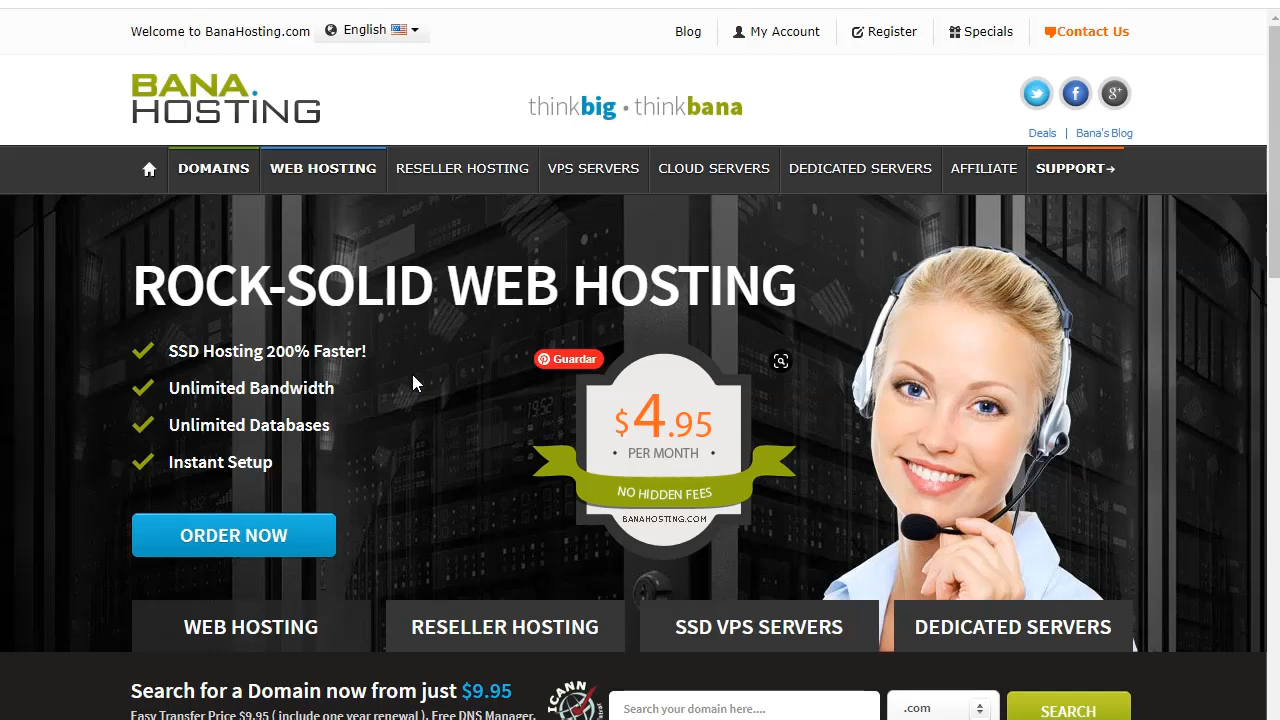 Welcome to BanaHosting.com English Blog My Account Register Specials Contact Us
BANA.
HOSTING
thinkbig • thinkbana
Deals | Bana's Blog
DOMAINS WEB HOSTING RESELLER HOSTING VPS SERVERS CLOUD SERVERS DEDICATED SERVERS AFFILIATE SUPPORT→
ROCK-SOLID WEB HOSTING
SSD Hosting 200% Faster!
Unlimited Bandwidth
Unlimited Databases
Instant Setup
ORDER NOW
Guardar
$4.95
• PER MONTH •
NO HIDDEN FEES
BANAHOSTING.COM
WEB HOSTING RESELLER HOSTING SSD VPS SERVERS DEDICATED SERVERS
Search for a Domain now from just $9.95
Easy Transfer Price $9.95 ( include one year renewal ), Free DNS Manager,
ICANN
Search your domain here.... .com SEARCH